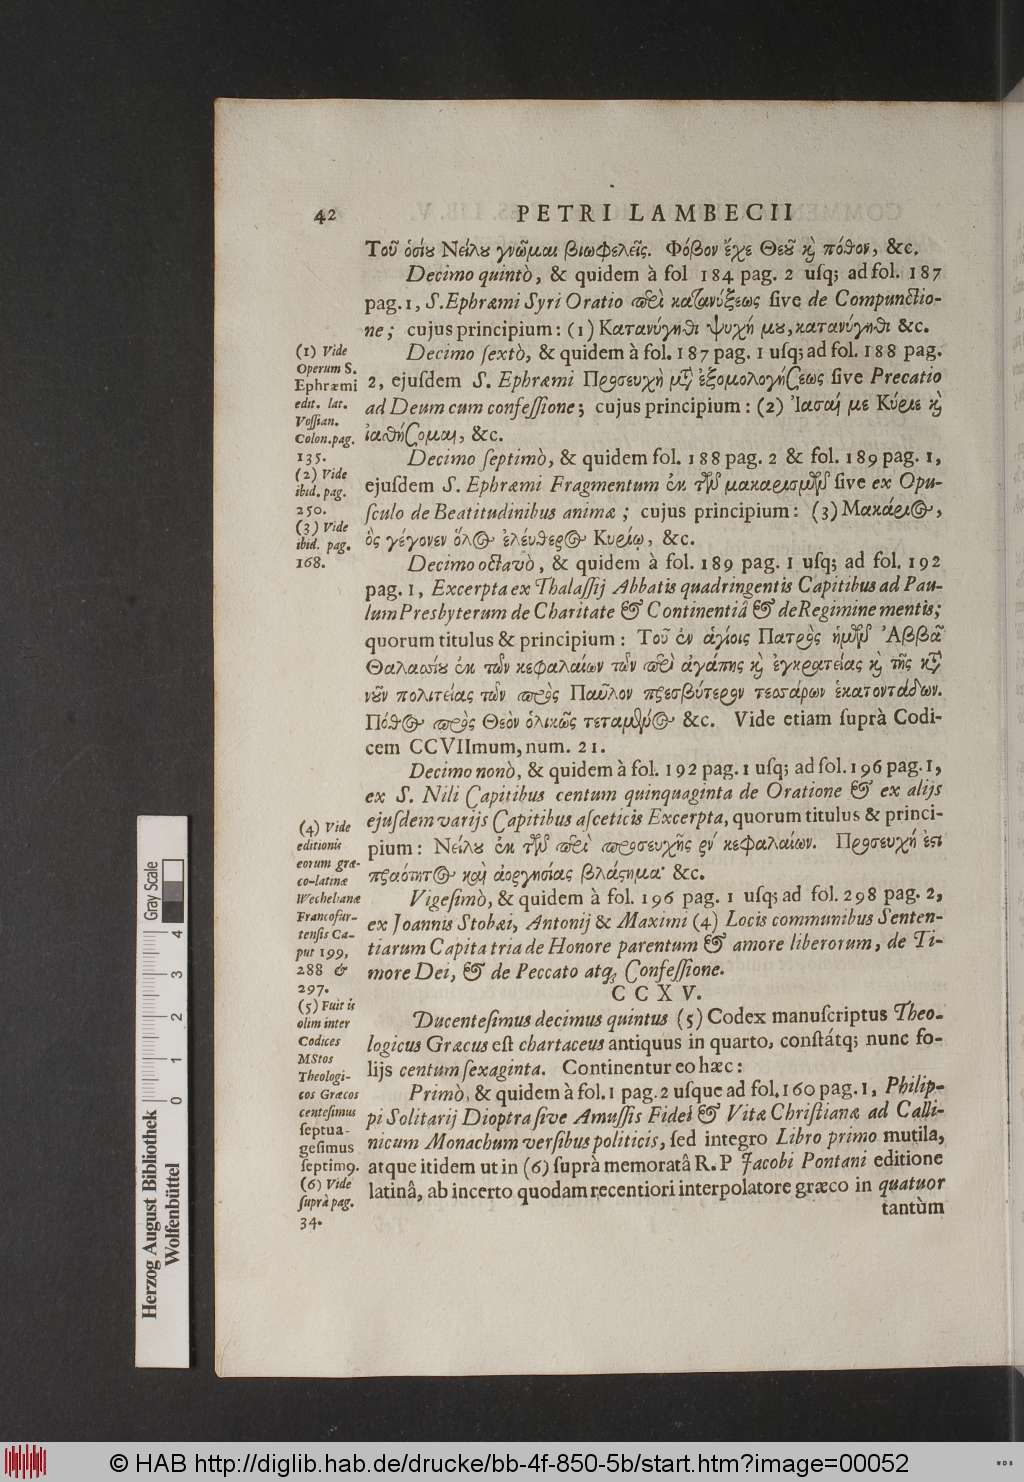 42 PETRI LAMBECII
Τοῦ ὁσίου Νείλου γνῶμαι βιωφελεῖς. Φόβον ἔχε Θεοῦ καὶ πόθον, &c.
Decimo quintò, & quidem à fol 184 pag. 2 uſq; ad fol. 187
pag. 1, S. Ephræmi Syri Oratio περὶ κατανύξεως ſive de Compunctio-
ne; cujus principium: (1) Κατανύγηθι ψυχή μου, κατανύγηθι &c.
Decimo ſextò, & quidem à fol. 187 pag. 1 uſq; ad fol. 188 pag.
2, ejuſdem S. Ephræmi Προσευχὴ μετ' ἐξομολογήσεως ſive Precatio
ad Deum cum confeſſione; cujus principium: (2) Ἰασαί με Κύριε καὶ
ἰαθήσομαι, &c.
Decimo ſeptimò, & quidem fol. 188 pag. 2 & fol. 189 pag. 1,
ejuſdem S. Ephræmi Fragmentum ἐκ τῶν μακαρισμῶν ſive ex Opu-
ſculo de Beatitudinibus animæ; cujus principium: (3) Μακάριος,
ὃς γέγονεν ὅλος ἐλεύθερος Κυρίῳ, &c.
Decimo octavò, & quidem à fol. 189 pag. 1 uſq; ad fol. 192
pag. 1, Excerpta ex Thalaſſij Abbatis quadringentis Capitibus ad Pau-
lum Presbyterum de Charitate & Continentiâ & de Regimine mentis;
quorum titulus & principium: Τοῦ ἐν ἁγίοις Πατρὸς ἡμῶν Ἀββᾶ
Θαλασίου ἐκ τῶν κεφαλαίων τῶν περὶ ἀγάπης καὶ ἐγκρατείας καὶ τῆς κατὰ
νοῦν πολιτείας τῶν πρὸς Παῦλον πρεσβύτερον τεσσάρων ἑκατοντάδων.
Πόθος πρὸς Θεὸν ὁλικῶς τεταμένος &c. Vide etiam ſuprà Codi-
cem CCVIImum, num. 21.
Decimo nonò, & quidem à fol. 192 pag. 1 uſq; ad fol. 196 pag. 1,
ex S. Nili Capitibus centum quinquaginta de Oratione & ex alijs
ejuſdem varijs Capitibus aſceticis Excerpta, quorum titulus & princi-
pium: Νείλου ἐκ τῶν περὶ προσευχῆς ρν́ κεφαλαίων. Προσευχή ἐστι
πραότητος καὶ ἀοργησίας βλάστημα· &c.
Vigeſimò, & quidem à fol. 196 pag. 1 uſq; ad fol. 298 pag. 2,
ex Joannis Stobæi, Antonij & Maximi (4) Locis communibus Senten-
tiarum Capita tria de Honore parentum & amore liberorum, de Ti-
more Dei, & de Peccato atq; Confeſſione.
CCXV.
Ducenteſimus decimus quintus (5) Codex manuſcriptus Theo-
logicus Græcus eſt chartaceus antiquus in quarto, conſtátq; nunc fo-
lijs centum ſexaginta. Continentur eo hæc:
Primò, & quidem à fol. 1 pag. 2 uſque ad fol. 160 pag. 1, Philip-
pi Solitarij Dioptra ſive Amuſſis Fidei & Vitæ Chriſtianæ ad Calli-
nicum Monachum verſibus politicis, ſed integro Libro primo mutila,
atque itidem ut in (6) ſuprà memoratâ R. P Jacobi Pontani editione
latinâ, ab incerto quodam recentiori interpolatore græco in quatuor
tantùm
(1) Vide
Operum S.
Ephræmi
edit. lat.
Voſſian.
Colon. pag.
135.
(2) Vide
ibid. pag.
250.
(3) Vide
ibid. pag.
168.
(4) Vide
editionis
eorum græ-
co-latinæ
Wechelianæ
Francofur-
tenſis Ca-
put 199,
288 &
297.
(5) Fuit is
olim inter
Codices
MStos
Theologi-
cos Græcos
centeſimus
ſeptua-
geſimus
ſeptimꝰ.
(6) Vide
ſuprà pag.
34.
Herzog August Bibliothek
Wolfenbüttel
0 1 2 3 4
Gray Scale
© HAB http://diglib.hab.de/drucke/bb-4f-850-5b/start.htm?image=00052